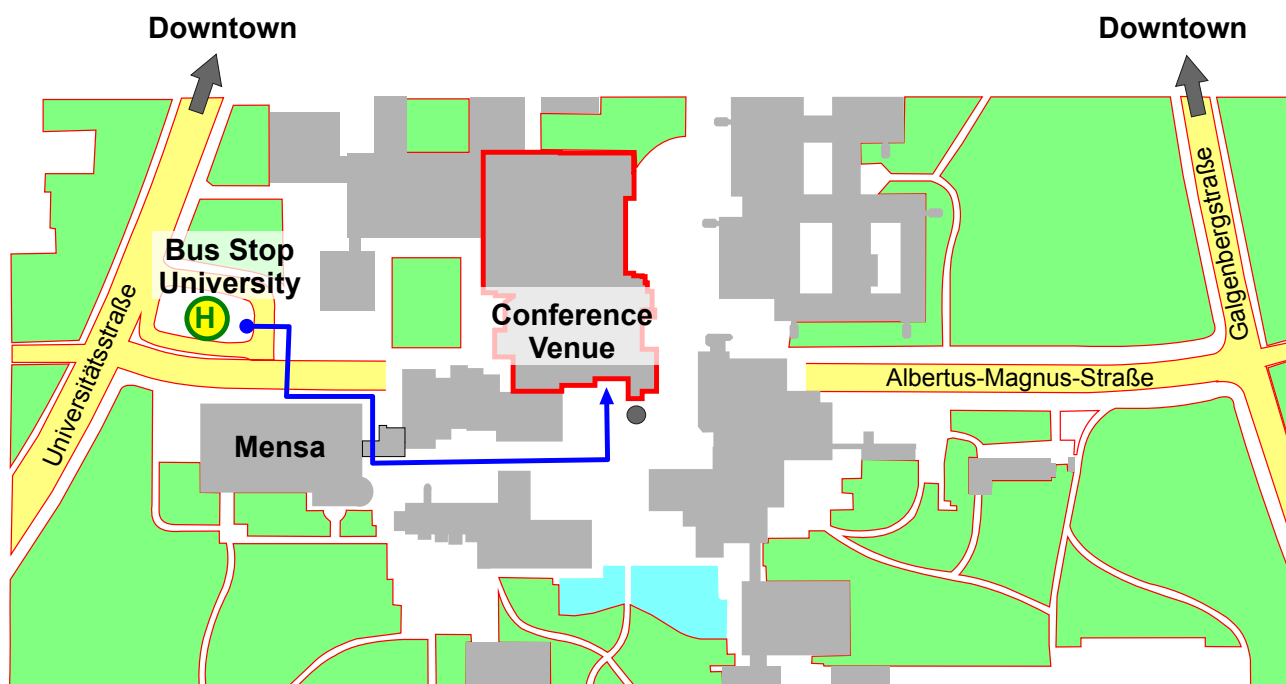 Downtown
Downtown
Bus Stop
University
H
Universitätsstraße
Galgenbergstraße
Conference
Venue
Albertus-Magnus-Straße
Mensa